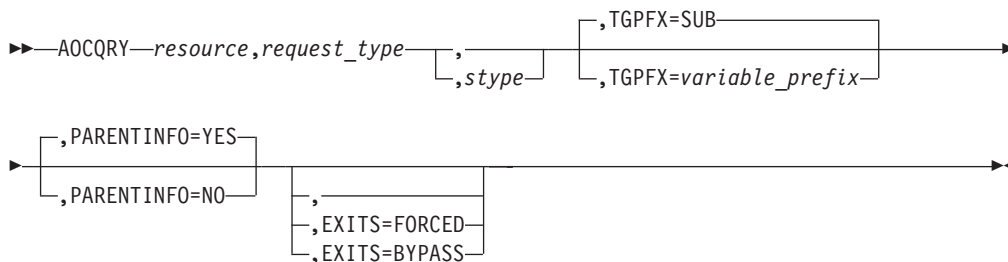 ,TGPFX=SUB
AOCQRY resource,request_type , 
,stype ,TGPFX=variable_prefix
,PARENTINFO=YES
,PARENTINFO=NO ,
,EXITS=FORCED
,EXITS=BYPASS